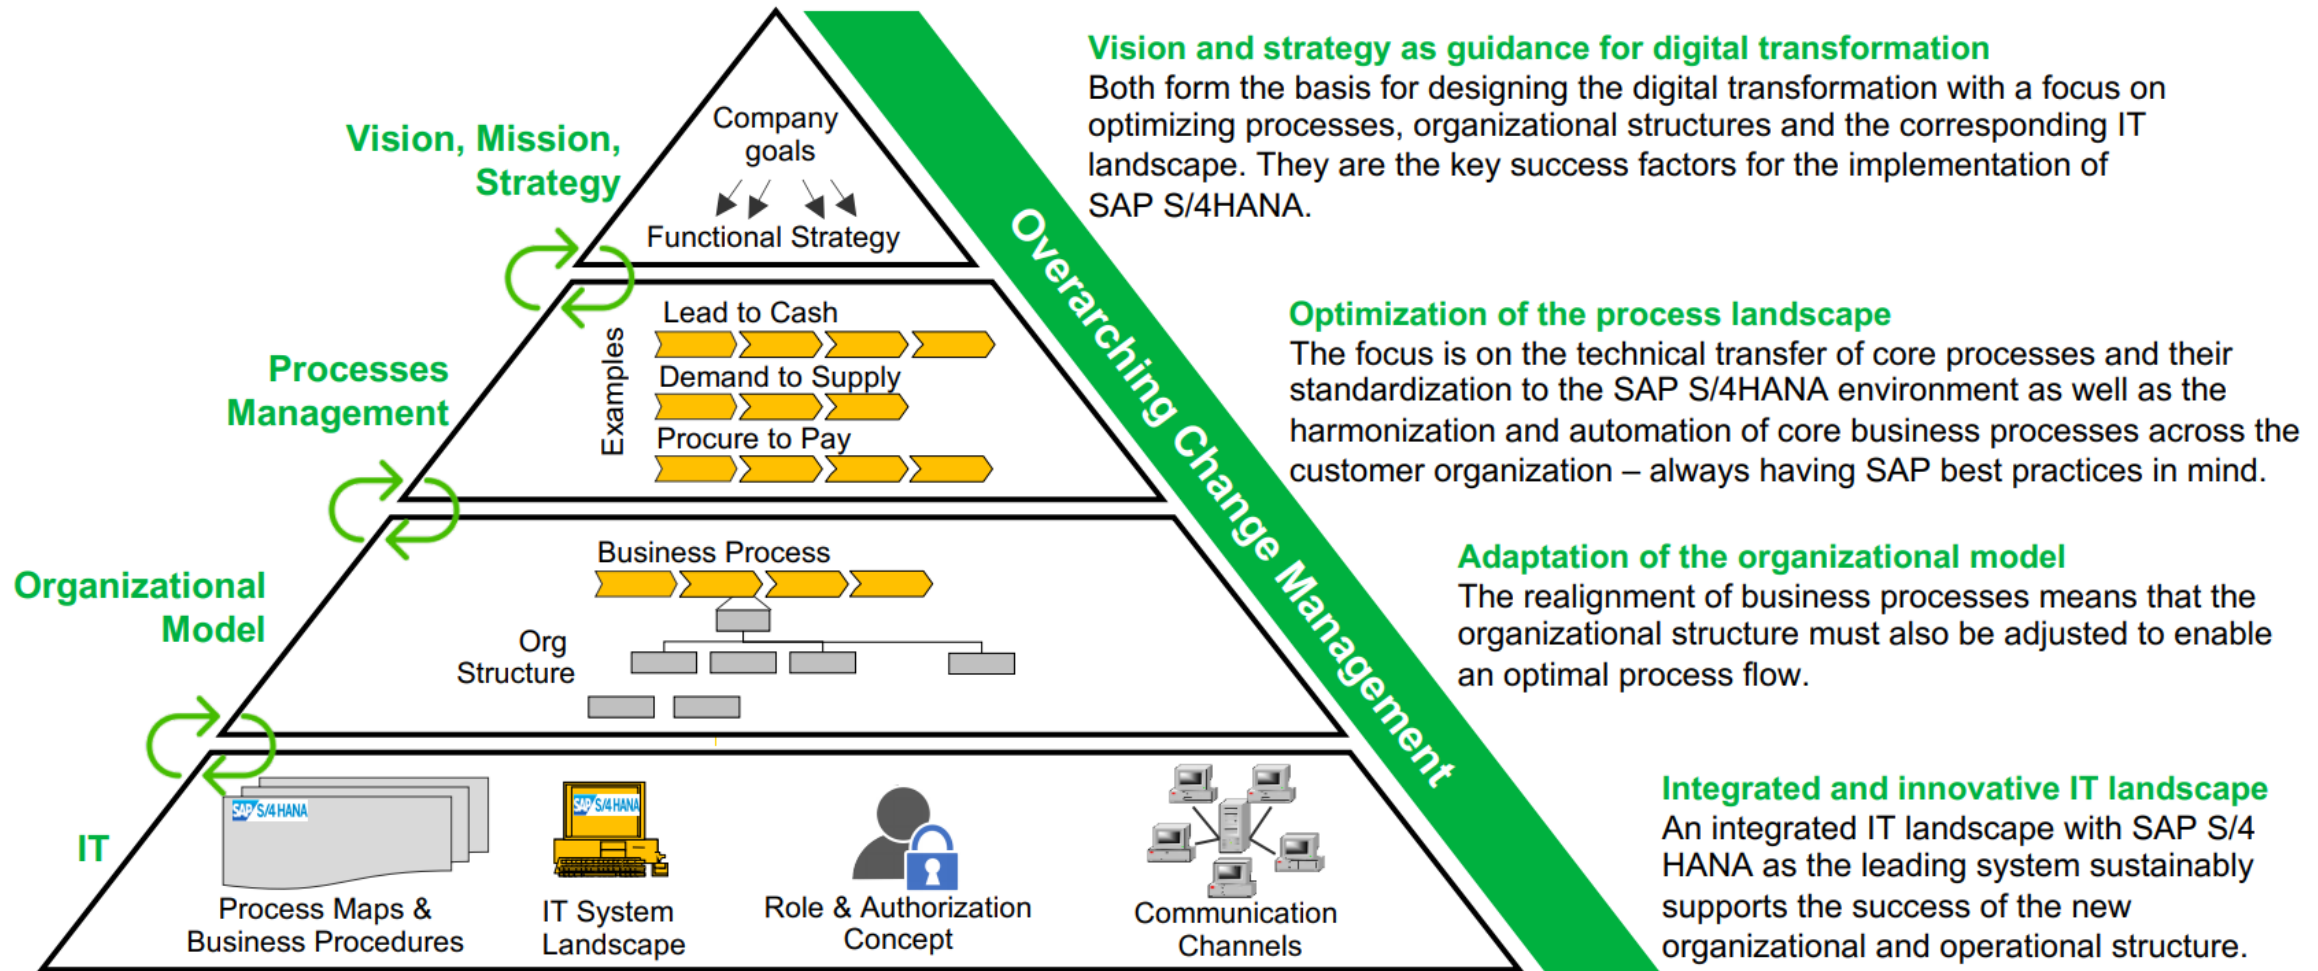 Vision, Mission,
Strategy
Company
goals
Functional Strategy
Vision and strategy as guidance for digital transformation
Both form the basis for designing the digital transformation with a focus on
optimizing processes, organizational structures and the corresponding IT
landscape. They are the key success factors for the implementation of
SAP S/4HANA.
Overarching Change Management
Processes
Management
Examples
Lead to Cash
Demand to Supply
Procure to Pay
Optimization of the process landscape
The focus is on the technical transfer of core processes and their
standardization to the SAP S/4HANA environment as well as the
harmonization and automation of core business processes across the
customer organization – always having SAP best practices in mind.
Organizational
Model
Business Process
Org
Structure
Adaptation of the organizational model
The realignment of business processes means that the
organizational structure must also be adjusted to enable
an optimal process flow.
IT
SAP S/4 HANA
Process Maps &
Business Procedures
SAP S/4 HANA
IT System
Landscape
Role & Authorization
Concept
Communication
Channels
Integrated and innovative IT landscape
An integrated IT landscape with SAP S/4
HANA as the leading system sustainably
supports the success of the new
organizational and operational structure.